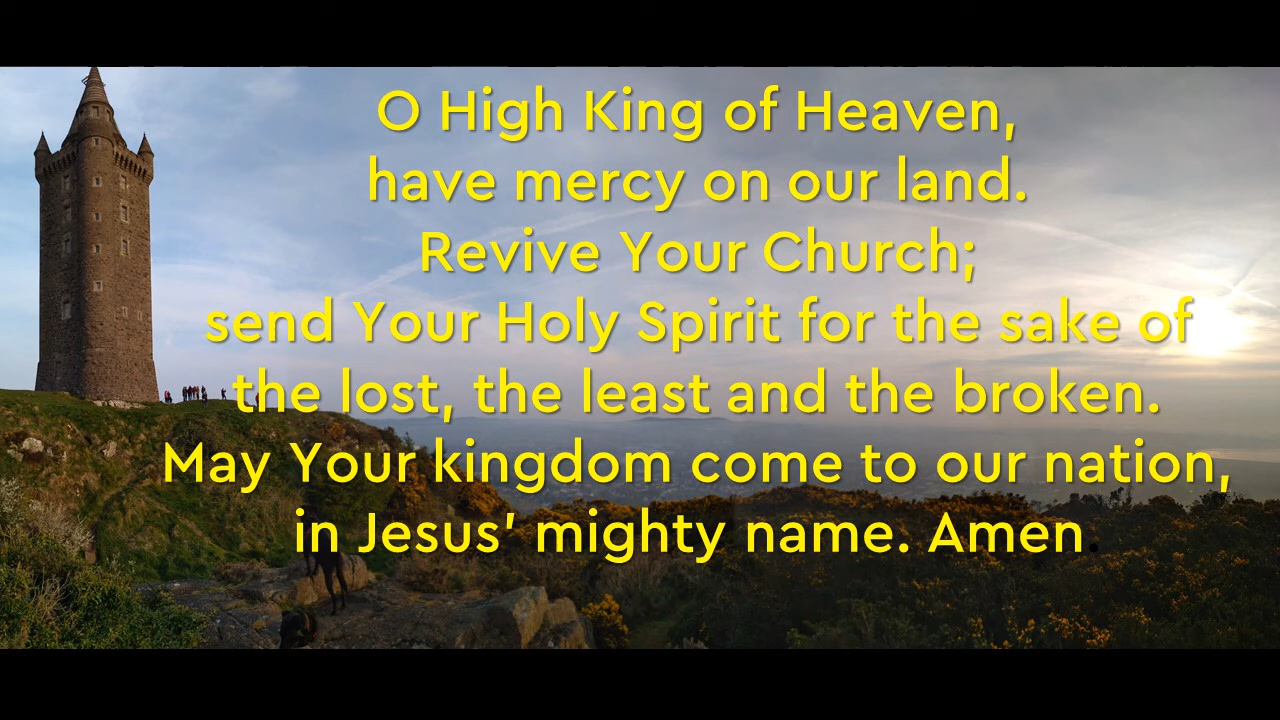 O High King of Heaven,
have mercy on our land.
Revive Your Church;
send Your Holy Spirit for the sake of
the lost, the least and the broken.
May Your kingdom come to our nation,
in Jesus’ mighty name. Amen.